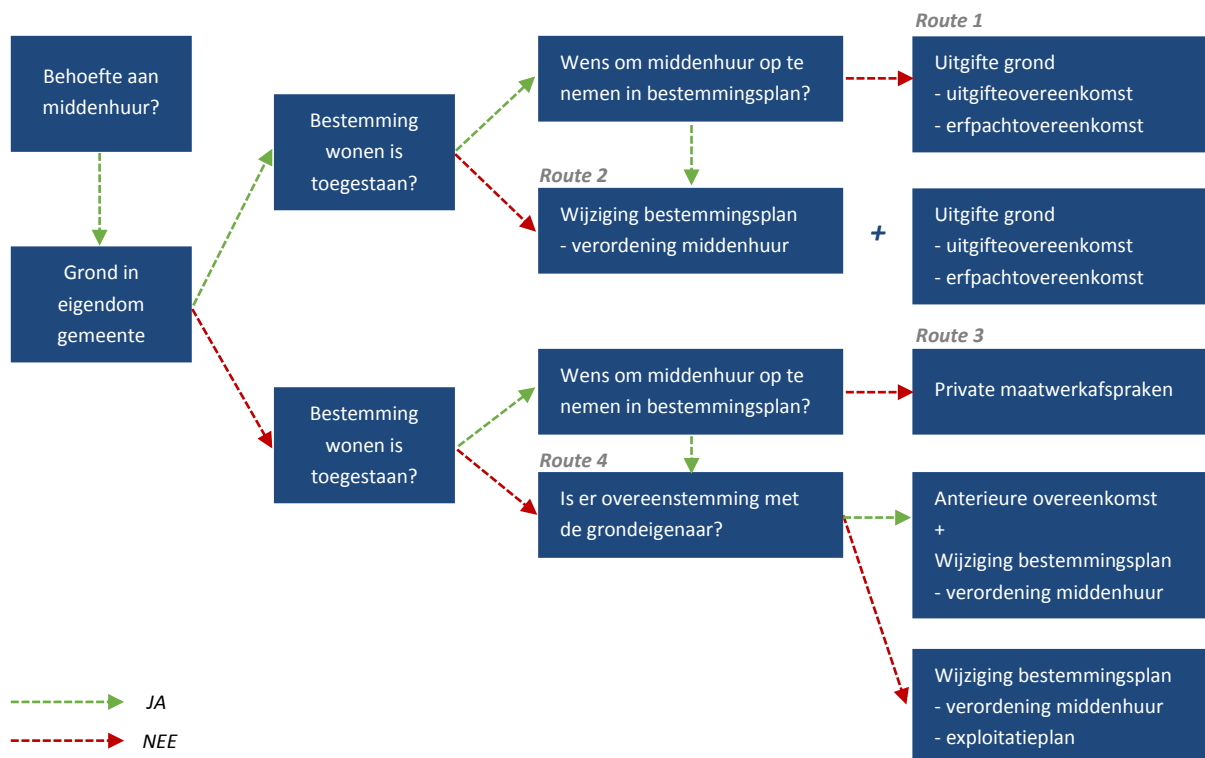 Route 1
Behoefte aan
middenhuur?
Wens om middenhuur op te
nemen in bestemmingsplan?
Uitgifte grond
- uitgifteovereenkomst
- erfpachtovereenkomst
Bestemming
wonen is
toegestaan?
Route 2
Wijziging bestemmingsplan
- verordening middenhuur
+
Uitgifte grond
- uitgifteovereenkomst
- erfpachtovereenkomst
Grond in
eigendom
gemeente
Route 3
Wens om middenhuur op te
nemen in bestemmingsplan?
Private maatwerkafspraken
Bestemming
wonen is
toegestaan?
Route 4
Is er overeenstemming met
de grondeigenaar?
Anterieure overeenkomst
+
Wijziging bestemmingsplan
- verordening middenhuur
Wijziging bestemmingsplan
- verordening middenhuur
- exploitatieplan
JA
NEE